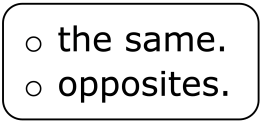 the same.
opposites.